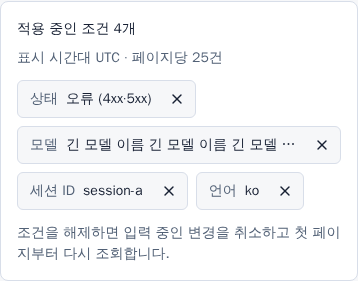 적용 중인 조건 4개
표시 시간대 UTC · 페이지당 25건
상태 오류 (4xx·5xx) ×
모델 긴 모델 이름 긴 모델 이름 긴 모델 … ×
세션 ID session-a × 언어 ko ×
조건을 해제하면 입력 중인 변경을 취소하고 첫 페이
지부터 다시 조회합니다.